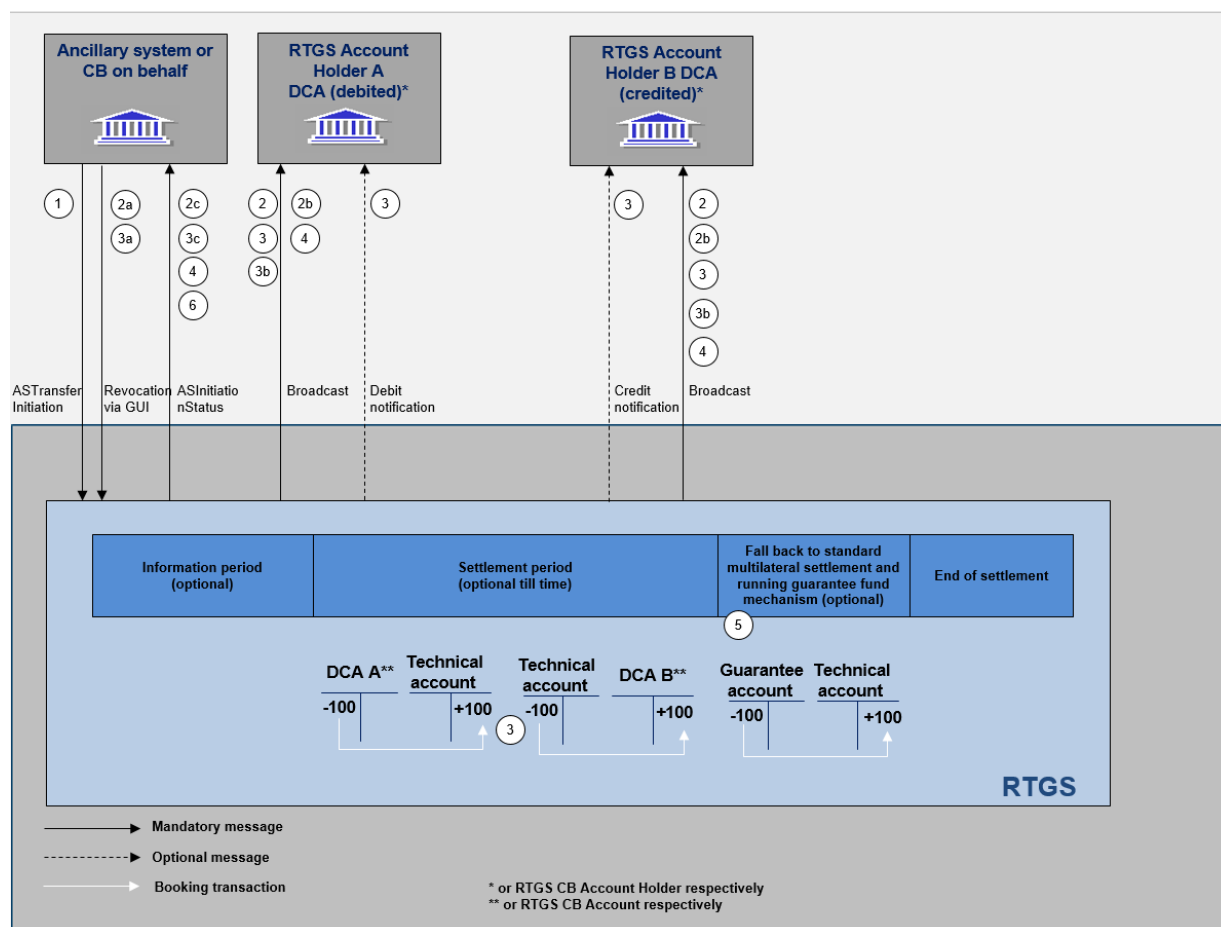 Ancillary system or
CB on behalf
RTGS Account
Holder A
DCA (debited)*
RTGS Account
Holder B DCA
(credited)*
1
2a
3a
2c
3c
4
6
2
3
3b
2b
4
3
3
2
2b
3
3b
4
ASTransfer
Initiation
Revocation
via GUI
ASInitiatio
nStatus
Broadcast
Debit
notification
Credit
notification
Broadcast
Information period
(optional)
Settlement period
(optional till time)
Fall back to standard
multilateral settlement and
running guarantee fund
mechanism (optional)
End of settlement
5
DCA A**
Technical
account
Technical
account
DCA B**
Guarantee
account
Technical
account
-100
+100
3
-100
+100
-100
+100
RTGS
Mandatory message
Optional message
Booking transaction
* or RTGS CB Account Holder respectively
** or RTGS CB Account respectively